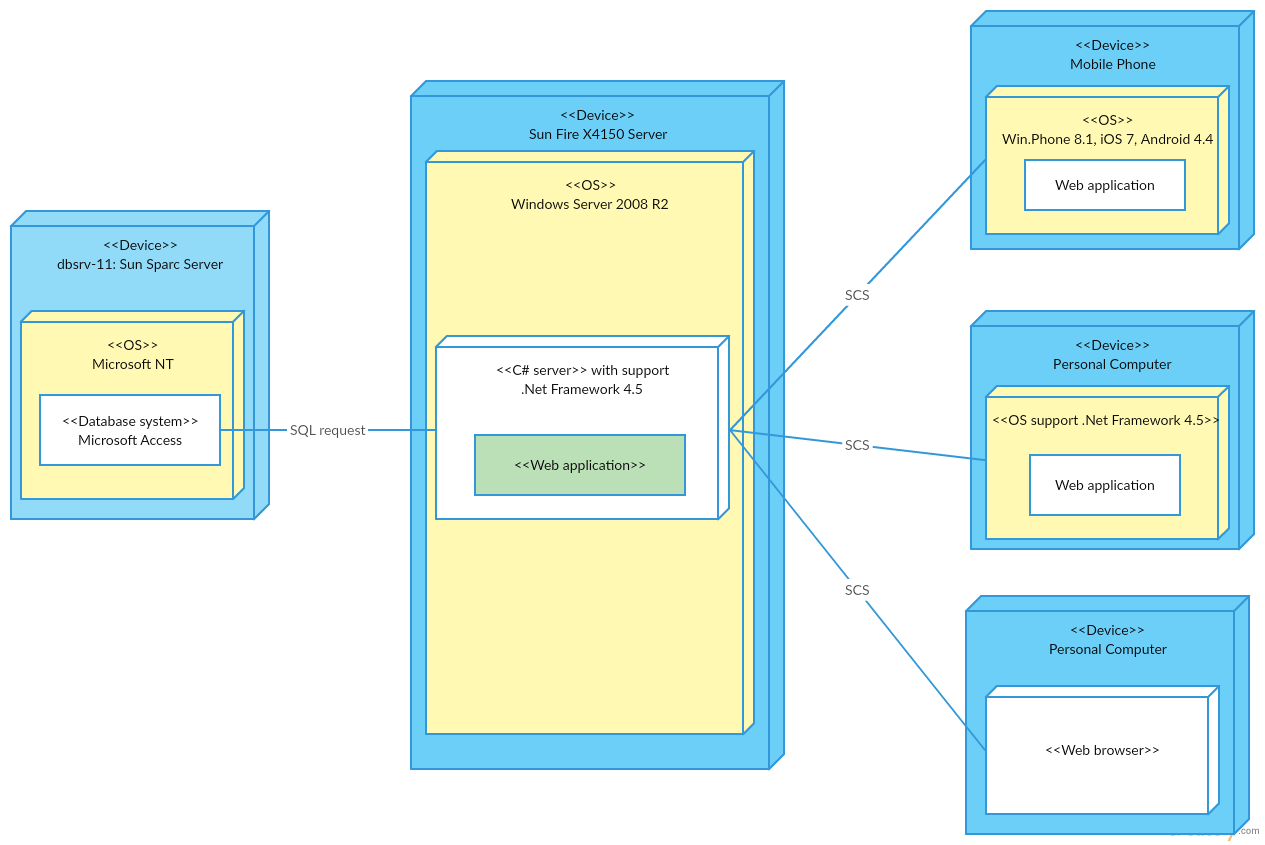 <<Device>>
dbsrv-11: Sun Sparc Server
<<OS>>
Microsoft NT
<<Database system>>
Microsoft Access
SQL request
<<Device>>
Sun Fire X4150 Server
<<OS>>
Windows Server 2008 R2
<<C# server>> with support
.Net Framework 4.5
<<Web application>>
SCS
SCS
SCS
<<Device>>
Mobile Phone
<<OS>>
Win.Phone 8.1, iOS 7, Android 4.4
Web application
<<Device>>
Personal Computer
<<OS support .Net Framework 4.5>>
Web application
<<Device>>
Personal Computer
<<Web browser>>
.com